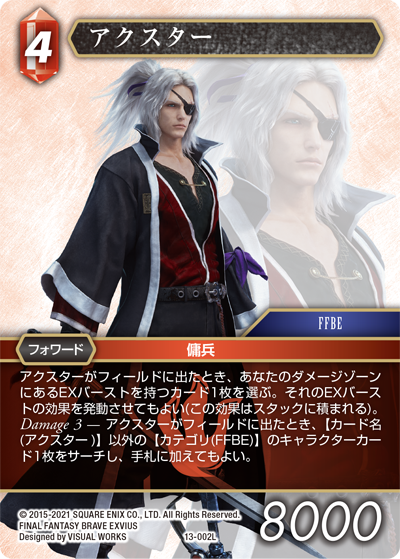 4
アクスター
FFBE
フォワード
傭兵
アクスターがフィールドに出たとき、あなたのダメージゾーン
にあるEXバーストを持つカード1枚を選ぶ。それのEXバース
トの効果を発動させてもよい(この効果はスタックに積まれる)。
Damage 3 — アクスターがフィールドに出たとき、【カード名
(アクスター)】以外の【カテゴリ(FFBE)】のキャラクターカー
ド1枚をサーチし、手札に加えてもよい。
© 2015-2021 SQUARE ENIX CO., LTD. All Rights Reserved.
FINAL FANTASY BRAVE EXVIUS
Designed by VISUAL WORKS
13-002L
8000